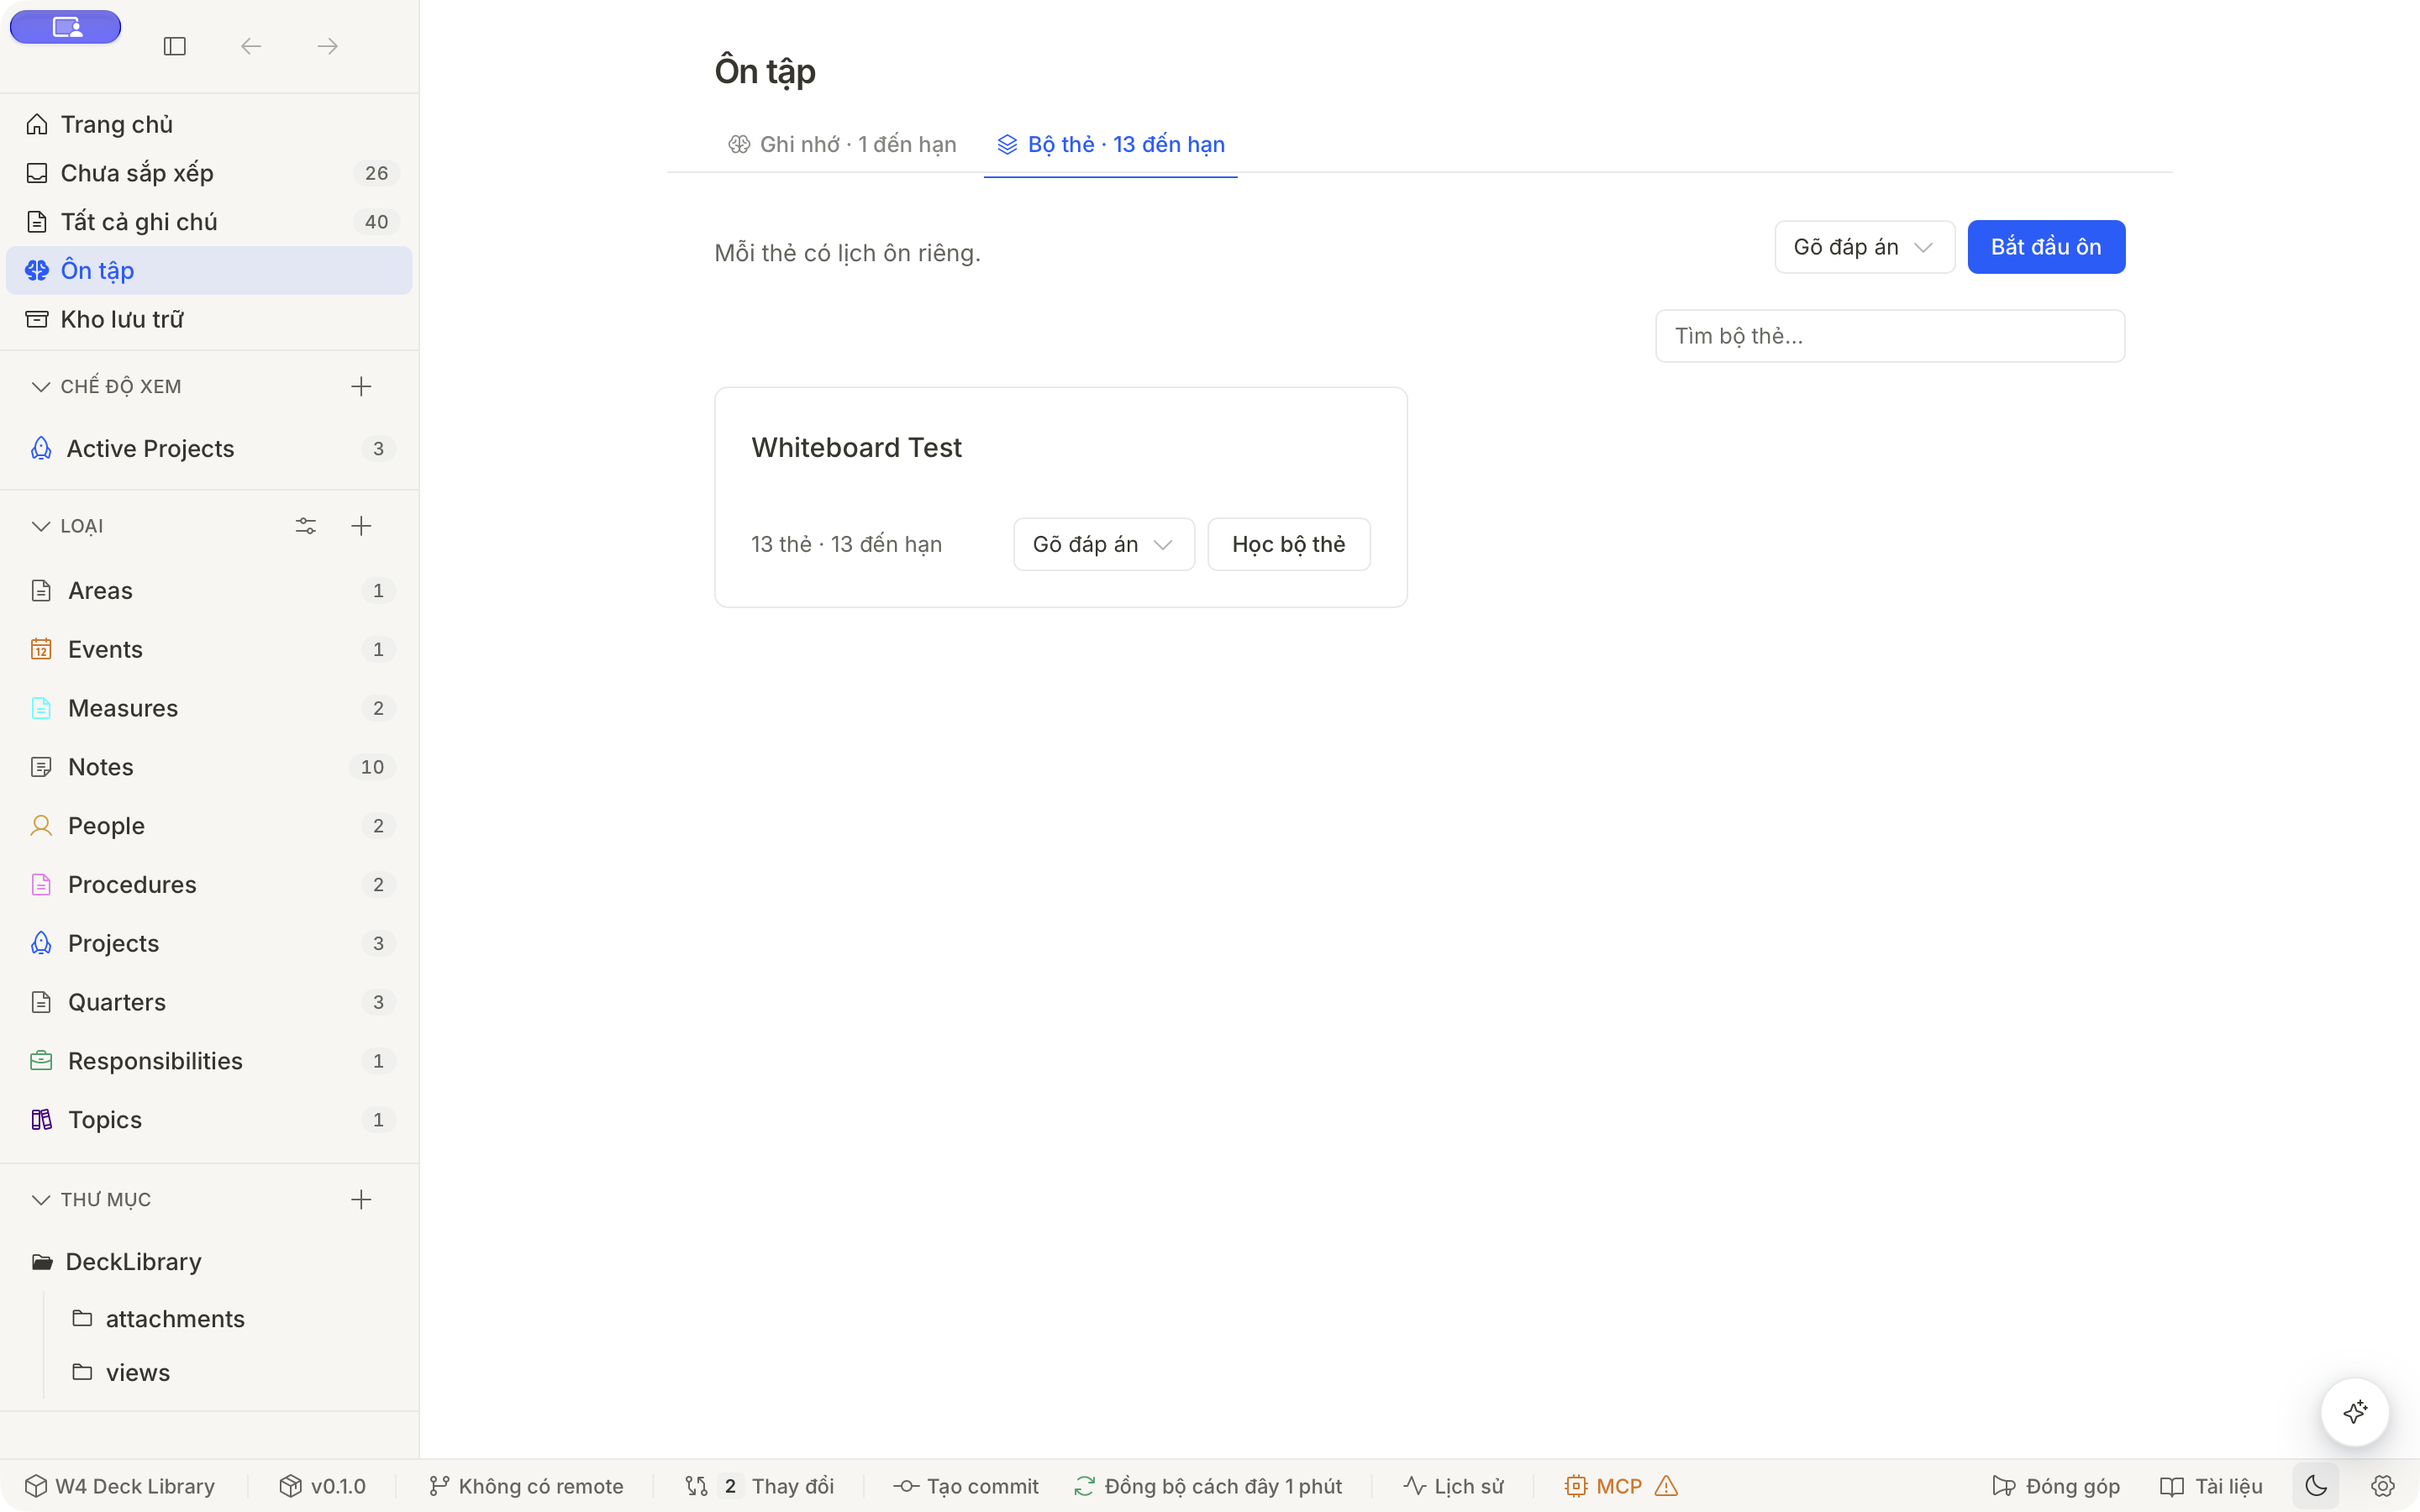 Trang chủ
Chưa sắp xếp 26
Tất cả ghi chú 40
Ôn tập
Kho lưu trữ
CHẾ ĐỘ XEM
Active Projects 3
LOẠI
Areas 1
12
Events 1
Measures 2
Notes 10
People 2
Procedures 2
Projects 3
Quarters 3
Responsibilities 1
Topics 1
THƯ MỤC
DeckLibrary
attachments
views
Ôn tập
Ghi nhớ · 1 đến hạn Bộ thẻ · 13 đến hạn
Mỗi thẻ có lịch ôn riêng. Gõ đáp án Bắt đầu ôn
Tìm bộ thẻ...
Whiteboard Test
13 thẻ · 13 đến hạn Gõ đáp án Học bộ thẻ
W4 Deck Library v0.1.0 Không có remote 2 Thay đổi Tạo commit Đồng bộ cách đây 1 phút Lịch sử MCP Đóng góp Tài liệu